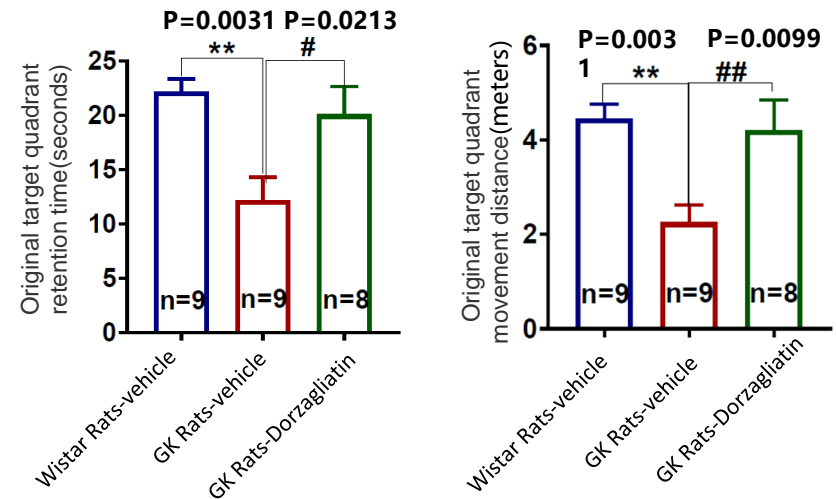 P=0.0031 P=0.0213
** #
Original target quadrant
retention time(seconds)
25
20
15
10
5
0
n=9 n=9 n=8
Wistar Rats-vehicle
GK Rats-vehicle
GK Rats-Dorzagliatin
P=0.003
1
P=0.0099
** ##
Original target quadrant
movement distance(meters)
6
4
2
0
n=9 n=9 n=8
Wistar Rats-vehicle
GK Rats-vehicle
GK Rats-Dorzagliatin